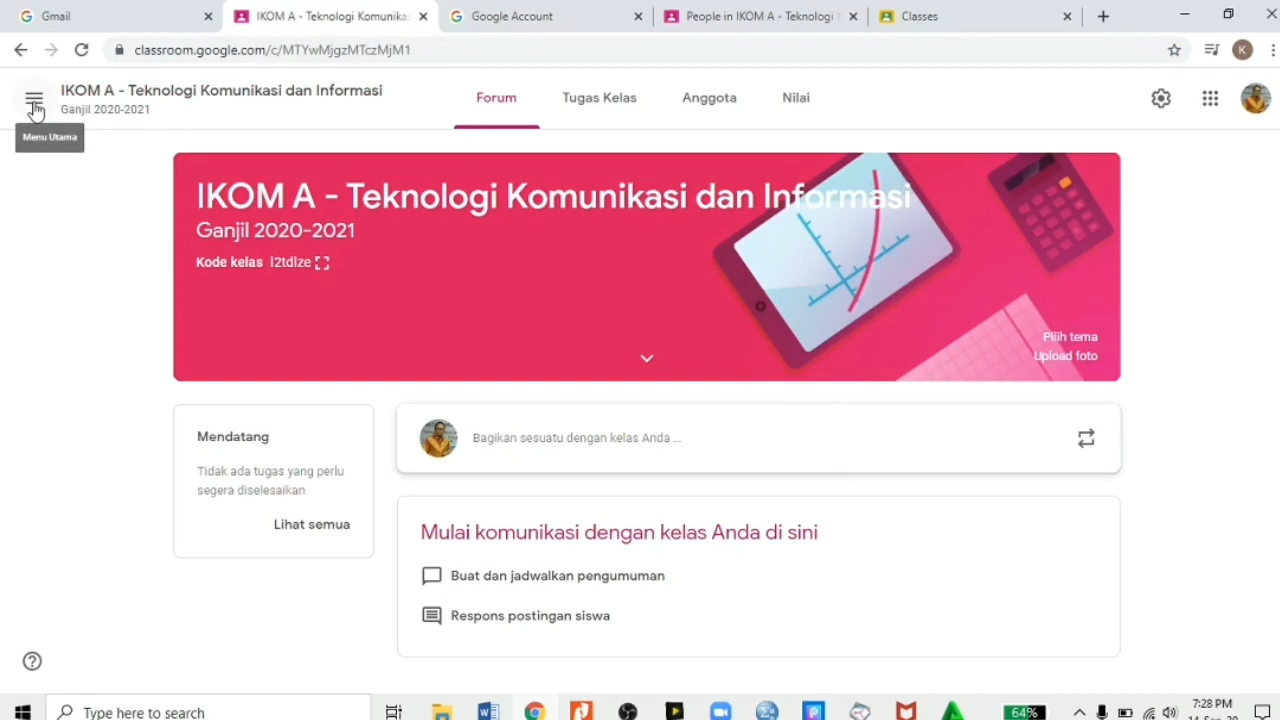 Gmail
IKOM A - Teknologi Komunika
Google Account
People in IKOM A - Teknologi
Classes
classroom.google.com/c/MTYwMjgzMTczMjM1
K
IKOM A - Teknologi Komunikasi dan Informasi
Ganjil 2020-2021
Forum
Tugas Kelas
Anggota
Nilai
Menu Utama
IKOM A - Teknologi Komunikasi dan Informasi
Ganjil 2020-2021
Kode kelas l2tdlze
Pilih tema
Upload foto
Mendatang
Tidak ada tugas yang perlu
segera diselesaikan
Lihat semua
Bagikan sesuatu dengan kelas Anda ...
Mulai komunikasi dengan kelas Anda di sini
Buat dan jadwalkan pengumuman
Respons postingan siswa
Type here to search
64%
7:28 PM